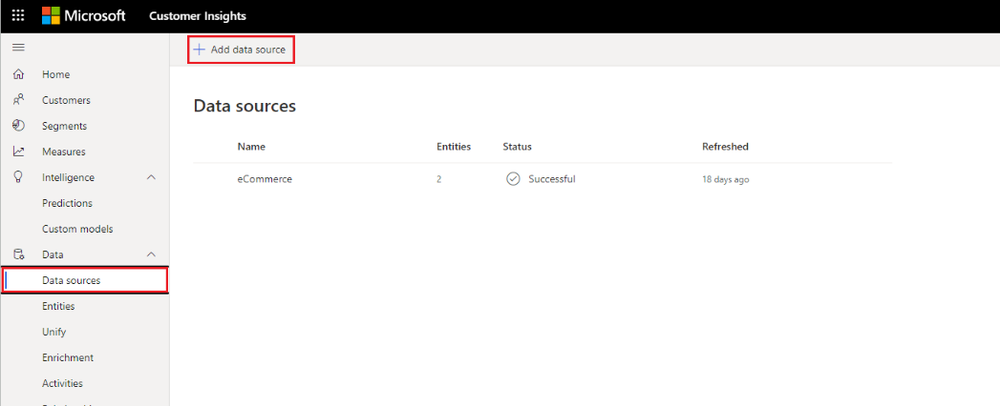 Microsoft Customer Insights
Add data source
Home
Customers
Segments
Measures
Intelligence
Predictions
Custom models
Data
Data sources
Entities
Unify
Enrichment
Activities
Data sources
Name Entities Status Refreshed
eCommerce 2 Successful 18 days ago